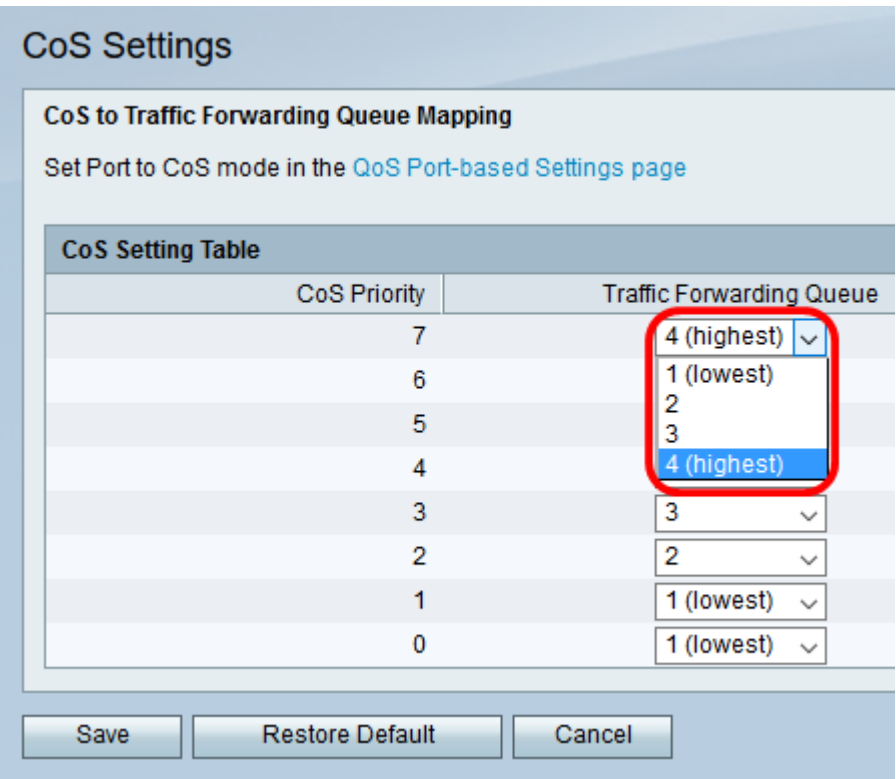 CoS Settings
CoS to Traffic Forwarding Queue Mapping
Set Port to CoS mode in the QoS Port-based Settings page
CoS Setting Table
CoS Priority Traffic Forwarding Queue
7 4 (highest)
6 1 (lowest)
2
5 3
4 4 (highest)
3 3
2 2
1 1 (lowest)
0 1 (lowest)
Save Restore Default Cancel